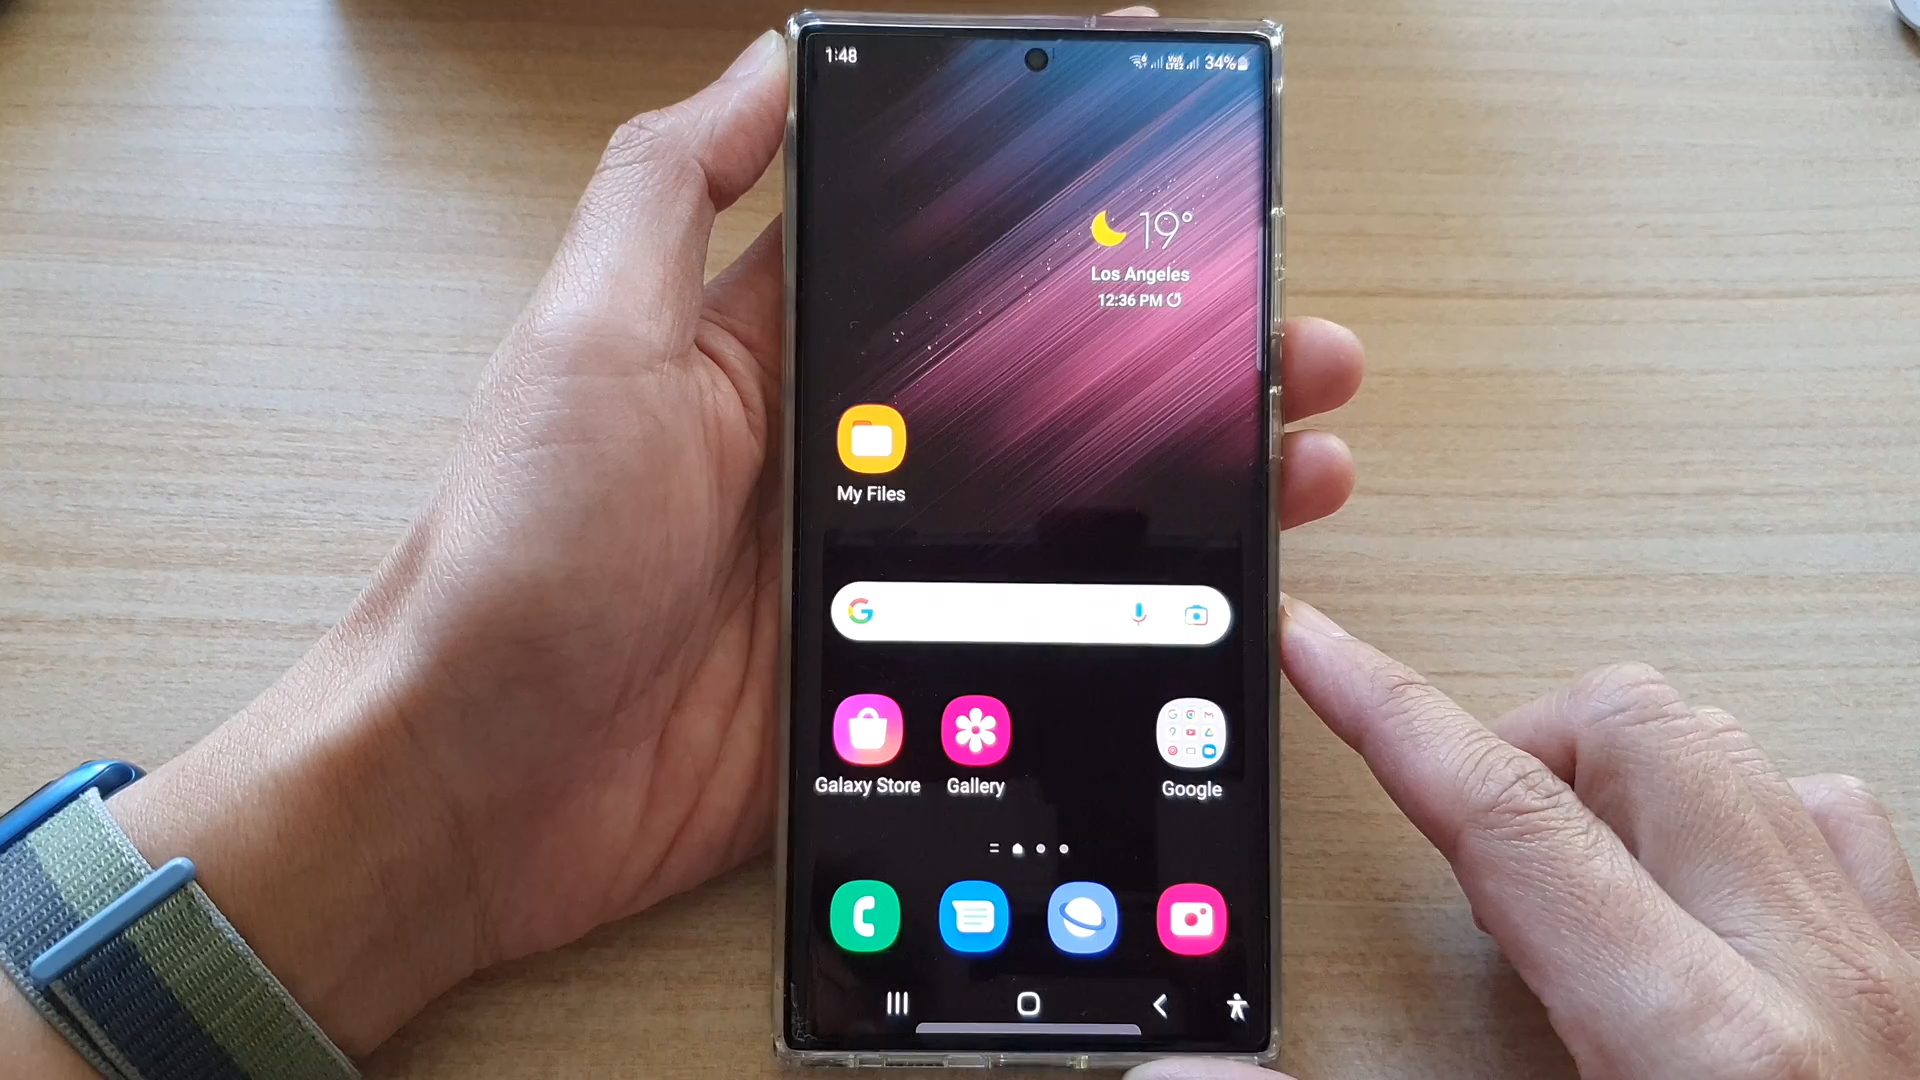 1:48
34%
19°
Los Angeles
12:36 PM
My Files
G
Galaxy Store
Gallery
Google